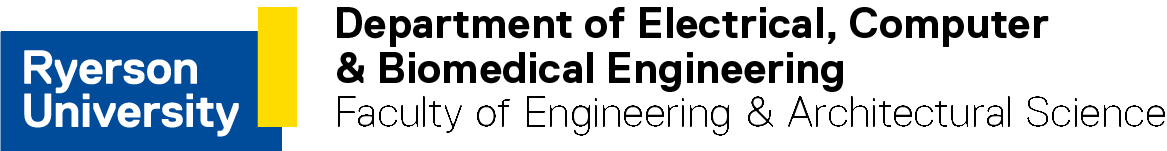 Ryerson
University
Department of Electrical, Computer
& Biomedical Engineering
Faculty of Engineering & Architectural Science